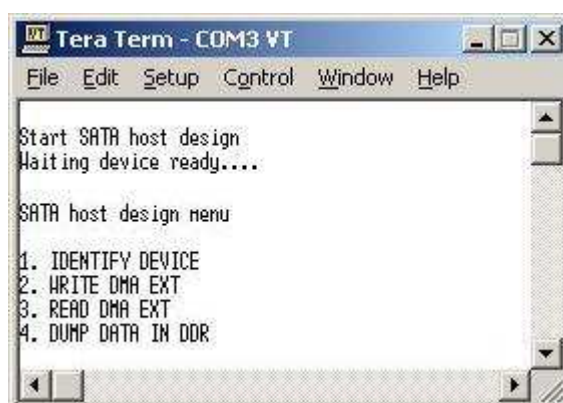 Tera Term - COM3 VT
File Edit Setup Control Window Help
Start SATA host design
Waiting device ready....
SATA host design menu
1. IDENTIFY DEVICE
2. WRITE DMA EXT
3. READ DMA EXT
4. DUMP DATA IN DDR